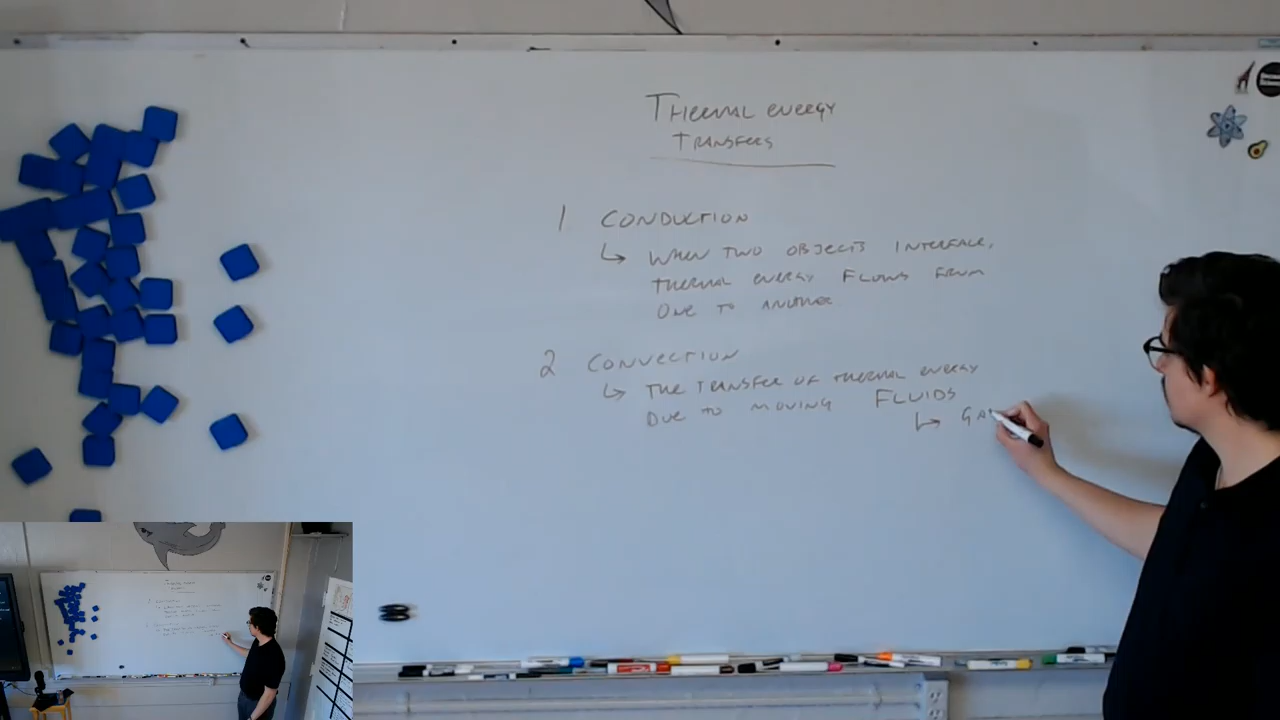 THERMAL ENERGY
TRANSFERS
1 CONDUCTION
↳ WHEN TWO OBJECTS INTERFACE,
THERMAL ENERGY FLOWS FROM
ONE TO ANOTHER
2 CONVECTION
↳ THE TRANSFER OF THERMAL ENERGY
DUE TO MOVING FLUIDS
↳ GA